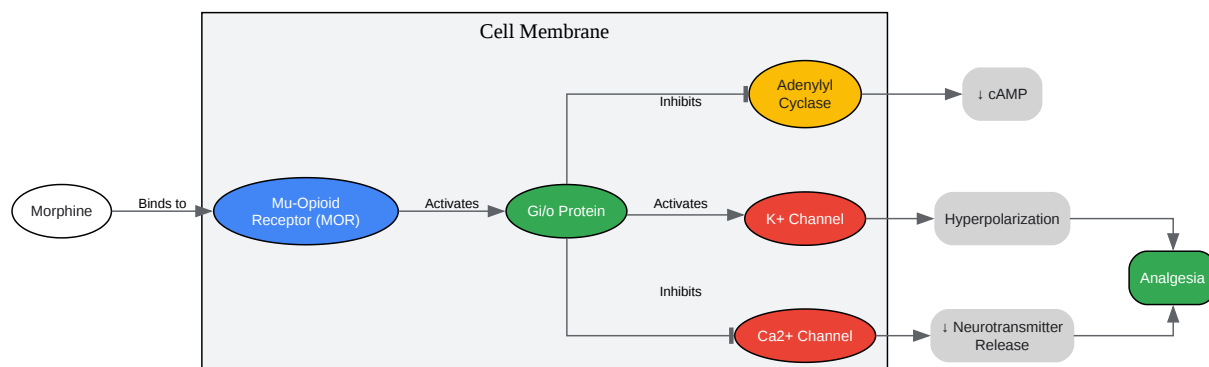 Cell Membrane
Adenylyl
Cyclase
↓ cAMP
Inhibits
Morphine
Binds to
Mu-Opioid
Receptor (MOR)
Activates
Gi/o Protein
Activates
K+ Channel
Hyperpolarization
Analgesia
Inhibits
Ca2+ Channel
↓ Neurotransmitter
Release